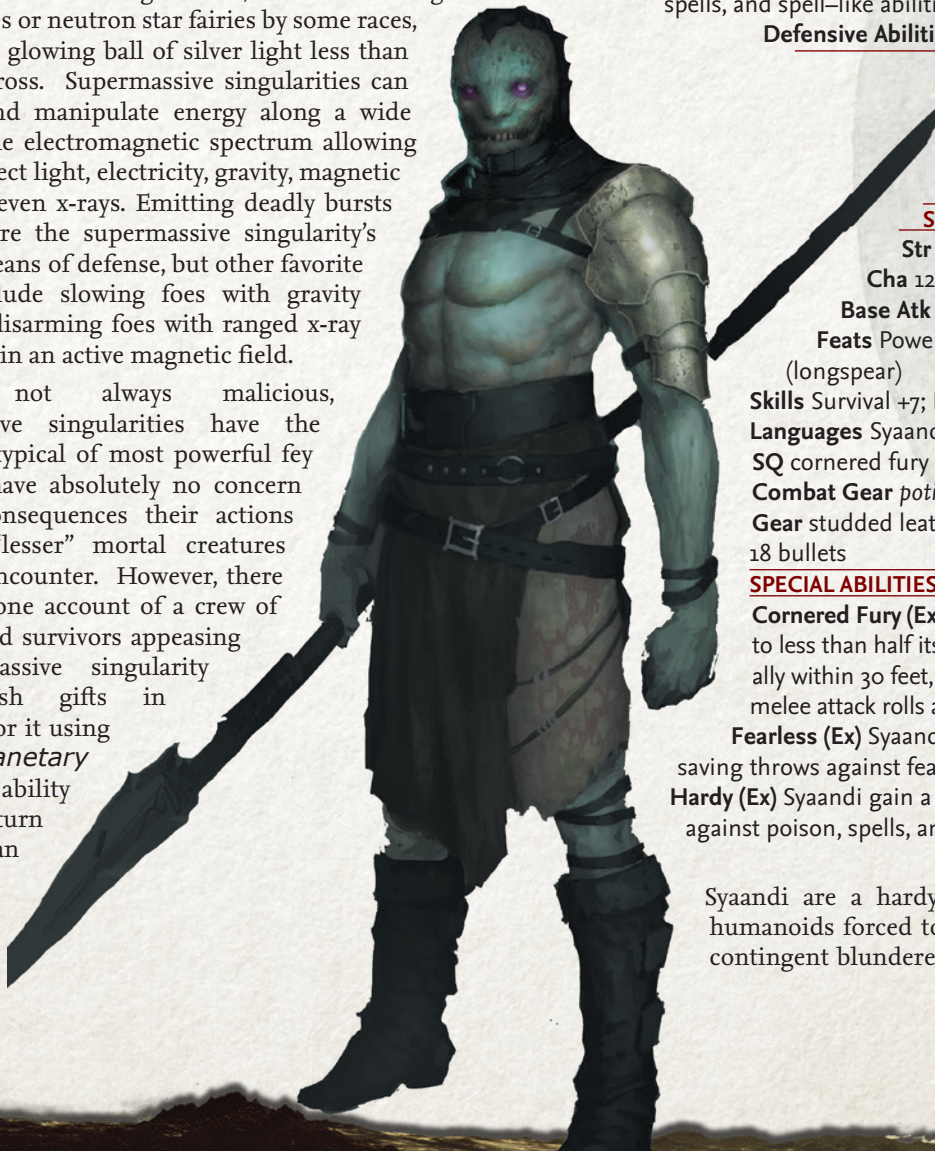 es or neutron star fairies by some races,
glowing ball of silver light less than
ross. Supermassive singularities can
nd manipulate energy along a wide
e electromagnetic spectrum allowing
ect light, electricity, gravity, magnetic
even x-rays. Emitting deadly bursts
re the supermassive singularity’s
eans of defense, but other favorite
lude slowing foes with gravity
disarming foes with ranged x-ray
in an active magnetic field.
not always malicious,
ve singularities have the
typical of most powerful fey
have absolutely no concern
onsequences their actions
“lesser” mortal creatures
ncounter. However, there
one account of a crew of
d survivors appeasing
assive singularity
sh gifts in
or it using
anetary
ability
turn
an
spells, and spell–like abiliti
Defensive Abiliti
S
Str
Cha 12
Base Atk
Feats Powe
(longspear)
Skills Survival +7;
Languages Syaand
SQ cornered fury
Combat Gear poti
Gear studded leat
18 bullets
SPECIAL ABILITIES
Cornered Fury (Ex
to less than half its
ally within 30 feet,
melee attack rolls a
Fearless (Ex) Syaand
saving throws against fea
Hardy (Ex) Syaandi gain a
against poison, spells, an
Syaandi are a hardy
humanoids forced to
contingent blundere